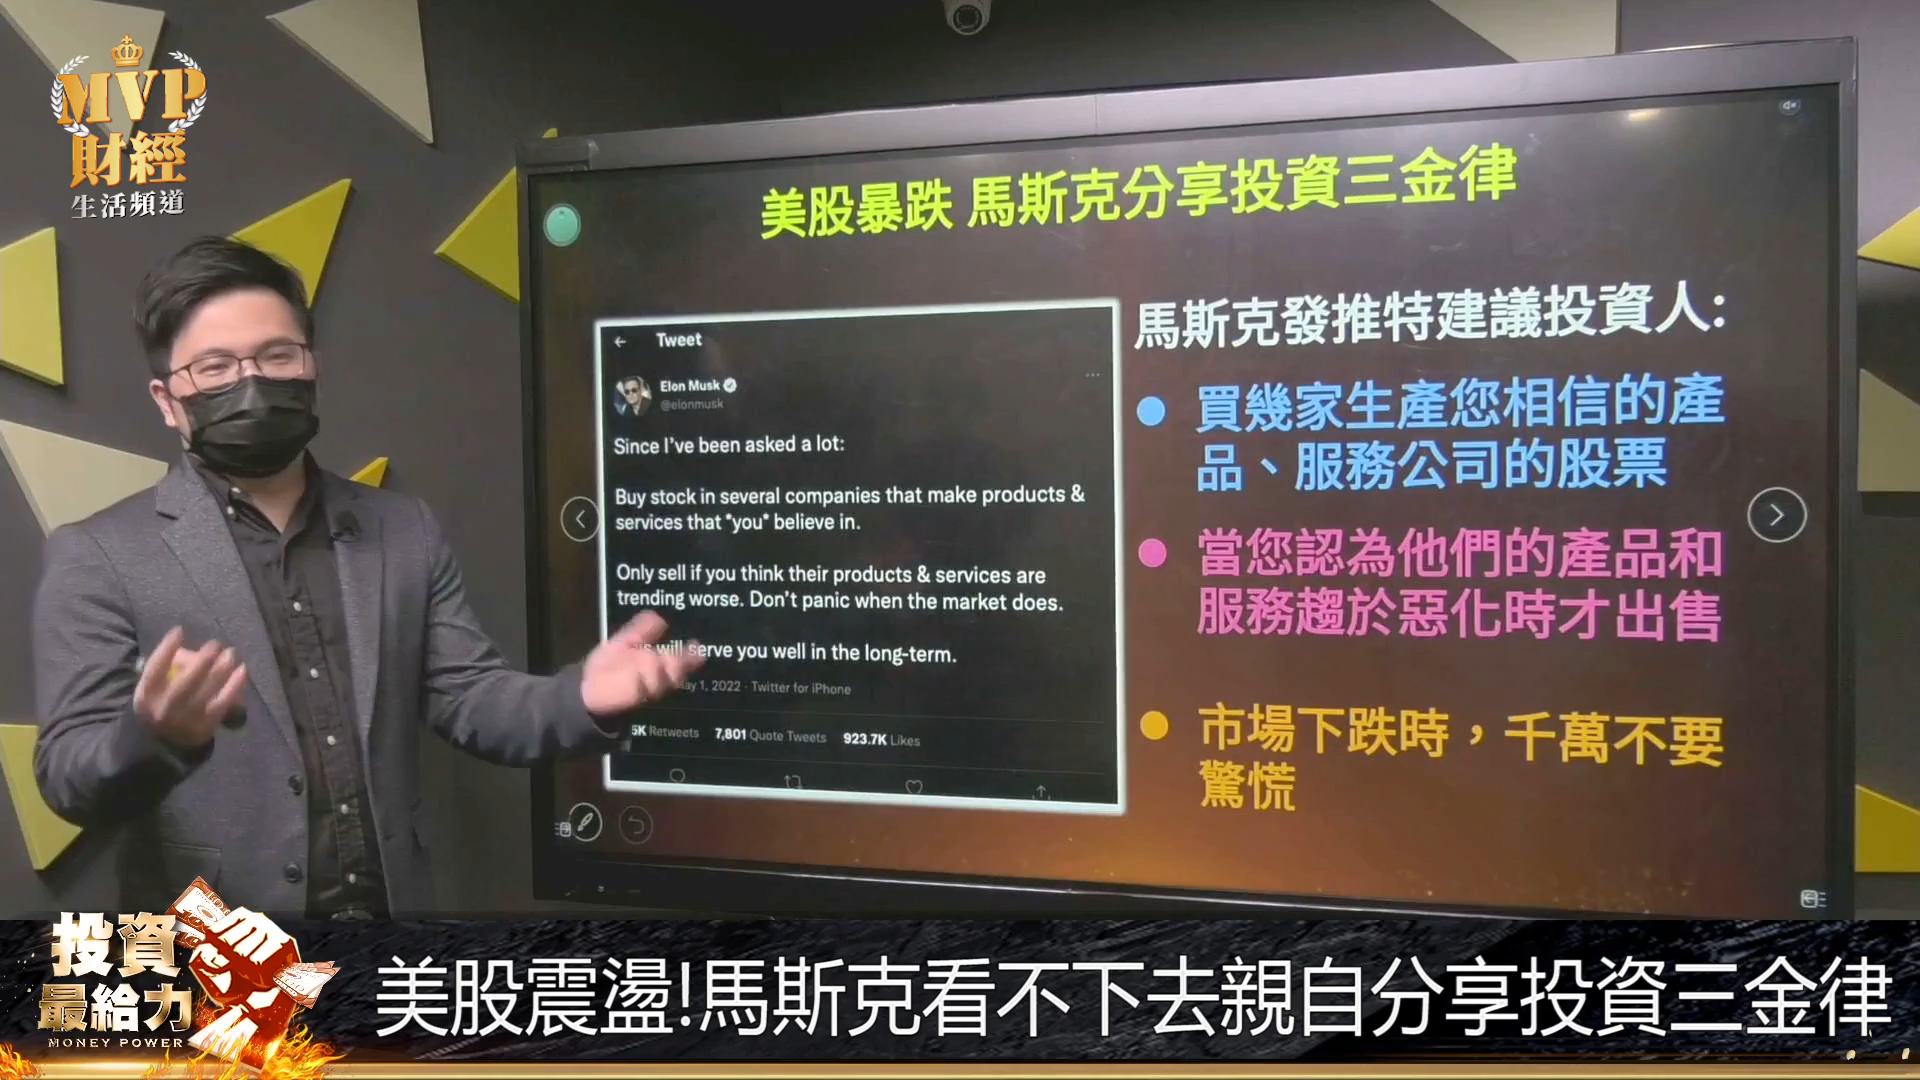 MVP
財經
生活頻道
美股暴跌 馬斯克分享投資三金律
Tweet
Elon Musk
@elonmusk
Since I've been asked a lot:
Buy stock in several companies that make products &
services that *you* believe in.
Only sell if you think their products & services are
trending worse. Don't panic when the market does.
will serve you well in the long-term.
1, 2022 · Twitter for iPhone
5K Retweets 7,801 Quote Tweets 923.7K Likes
馬斯克發推特建議投資人:
買幾家生產您相信的產
品、服務公司的股票
當您認為他們的產品和
服務趨於惡化時才出售
市場下跌時，千萬不要
驚慌
投資
最給力
MONEY POWER
美股震盪!馬斯克看不下去親自分享投資三金律